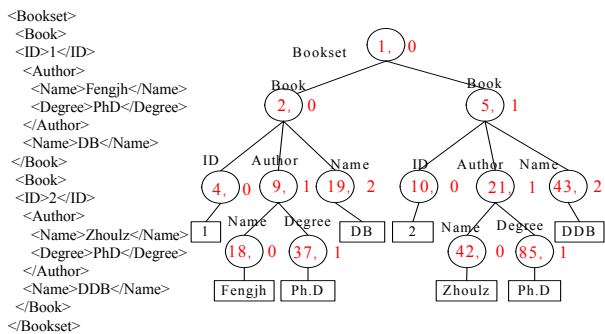 <Bookset>
<Book>
<ID>1</ID>
<Author>
<Name>Fengjh</Name>
<Degree>PhD</Degree>
</Author>
<Name>DB</Name>
</Book>
<Book>
<ID>2</ID>
<Author>
<Name>Zhoulz</Name>
<Degree>PhD</Degree>
</Author>
<Name>DDB</Name>
</Book>
</Bookset>
Bookset 1, 0
Book Book
2, 0 5, 1
ID Author Name ID Author Name
4, 0 9, 1 19, 2 10, 0 21, 1 43, 2
1 Name Degree DB 2 Name Degree DDB
18, 0 37, 1 42, 0 85, 1
Fengjh Ph.D Zhoulz Ph.D